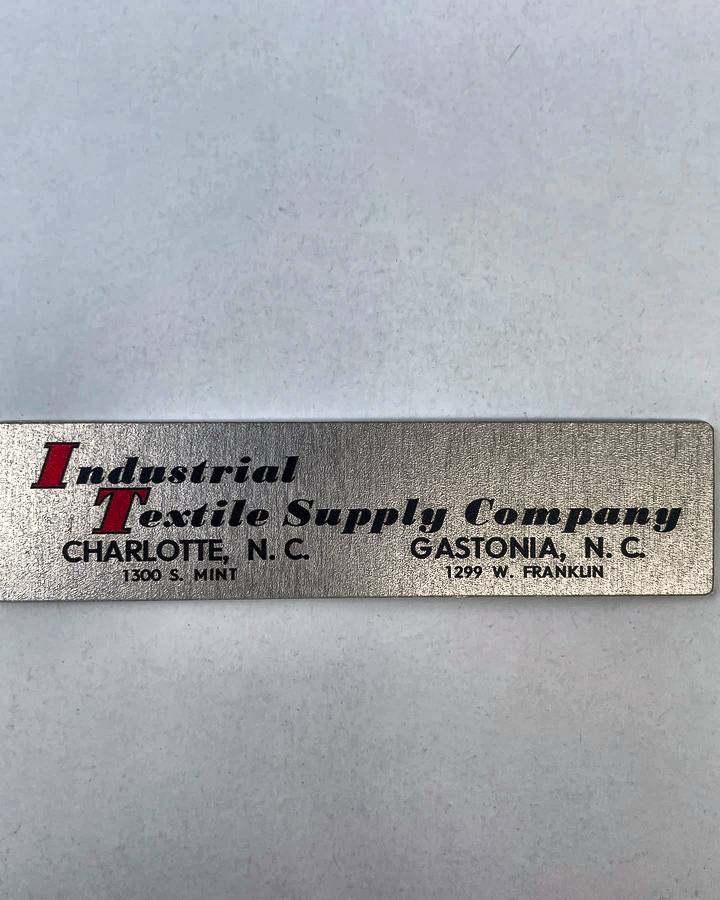 Industrial
Textile Supply Company
CHARLOTTE, N. C. GASTONIA, N. C.
1300 S. MINT 1299 W. FRANKLIN